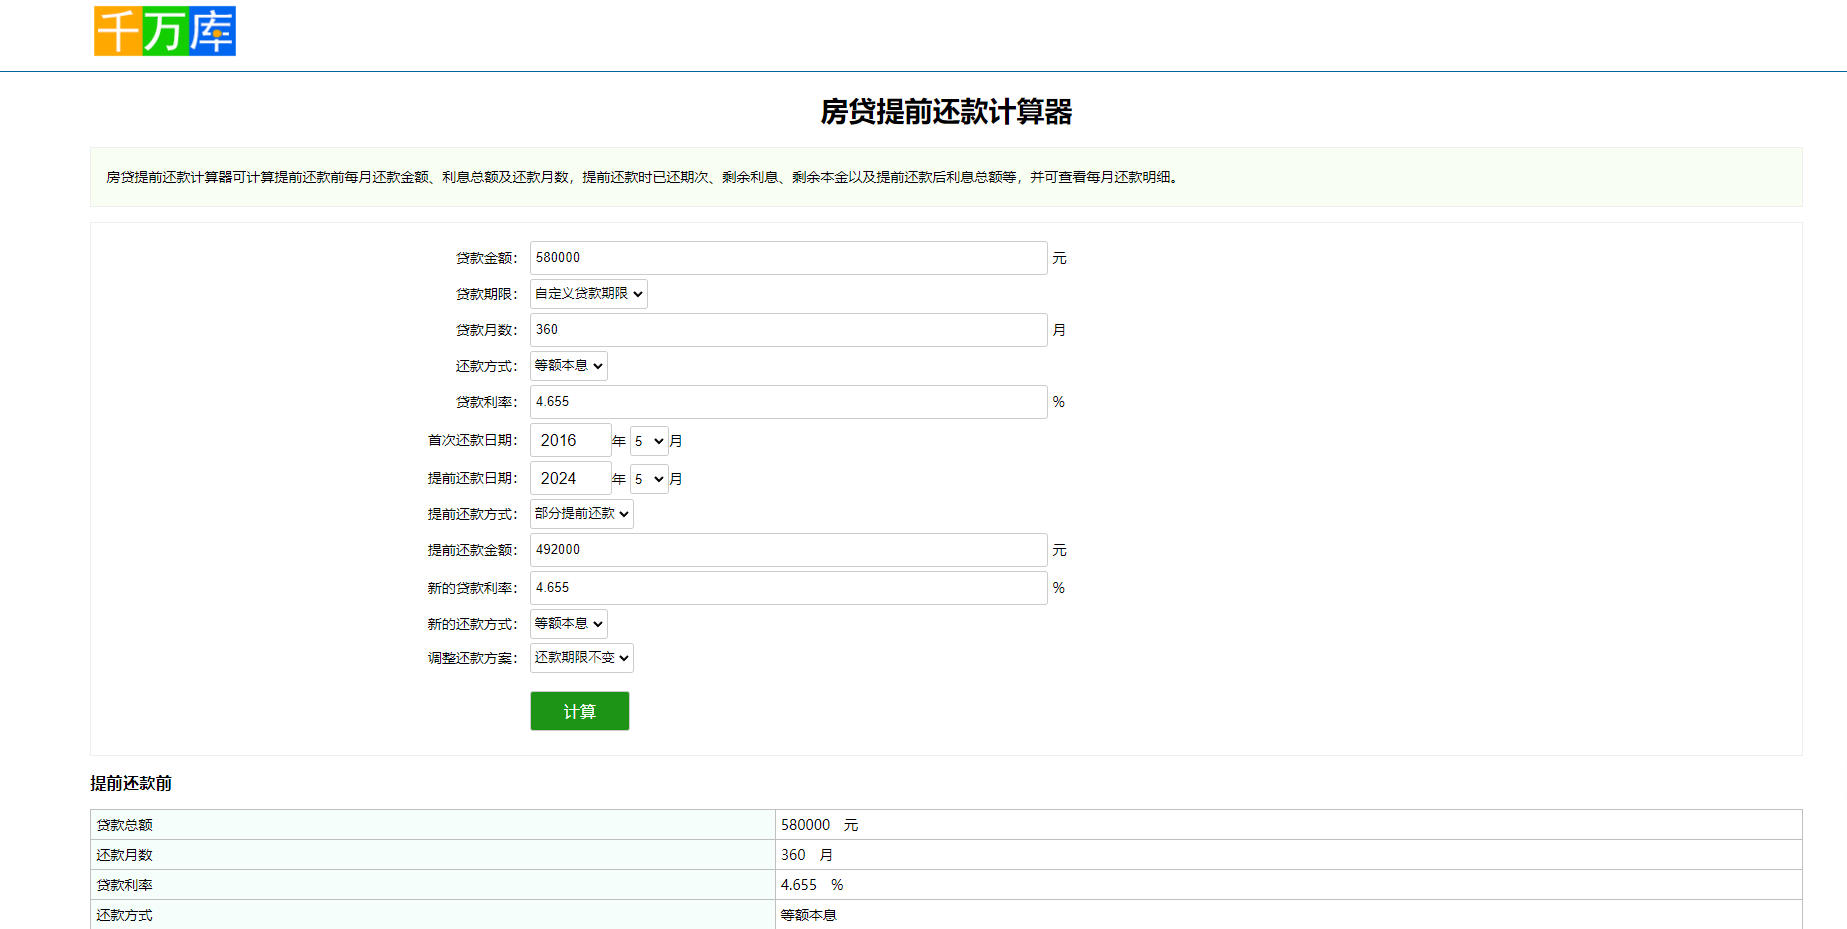 千万库
房贷提前还款计算器
房贷提前还款计算器可计算提前还款前每月还款金额、利息总额及还款月数，提前还款时已还期次、剩余利息、剩余本金以及提前还款后利息总额等，并可查看每月还款明细。
贷款金额： 580000 元
贷款期限： 自定义贷款期限
贷款月数： 360 月
还款方式： 等额本息
贷款利率： 4.655 %
首次还款日期： 2016 年 5 月
提前还款日期： 2024 年 5 月
提前还款方式： 部分提前还款
提前还款金额： 492000 元
新的贷款利率： 4.655 %
新的还款方式： 等额本息
调整还款方案： 还款期限不变
计算
提前还款前
贷款总额 580000 元
还款月数 360 月
贷款利率 4.655 %
还款方式 等额本息